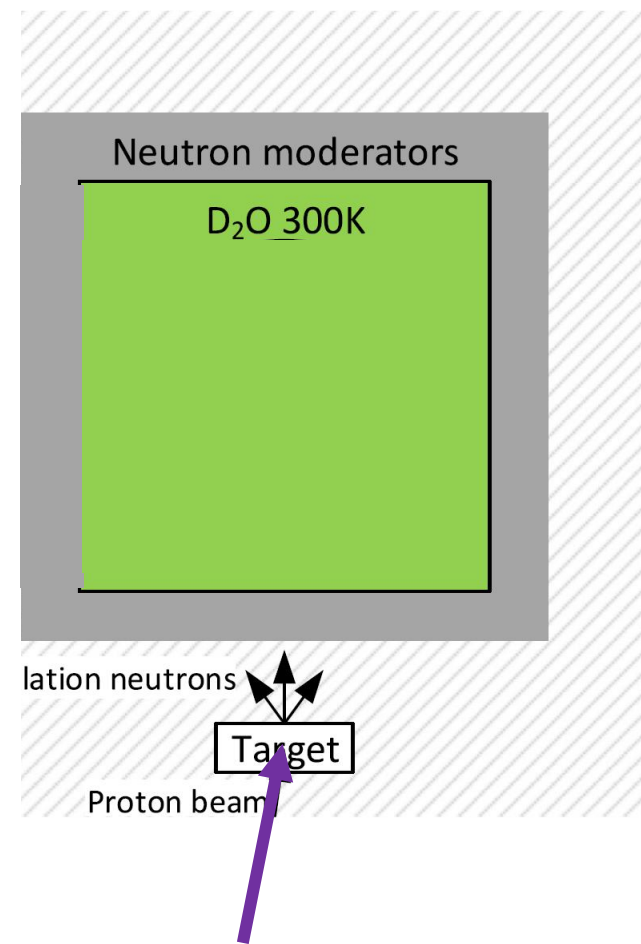 Neutron moderators
D₂O 300K
lation neutrons
Target
Proton beam